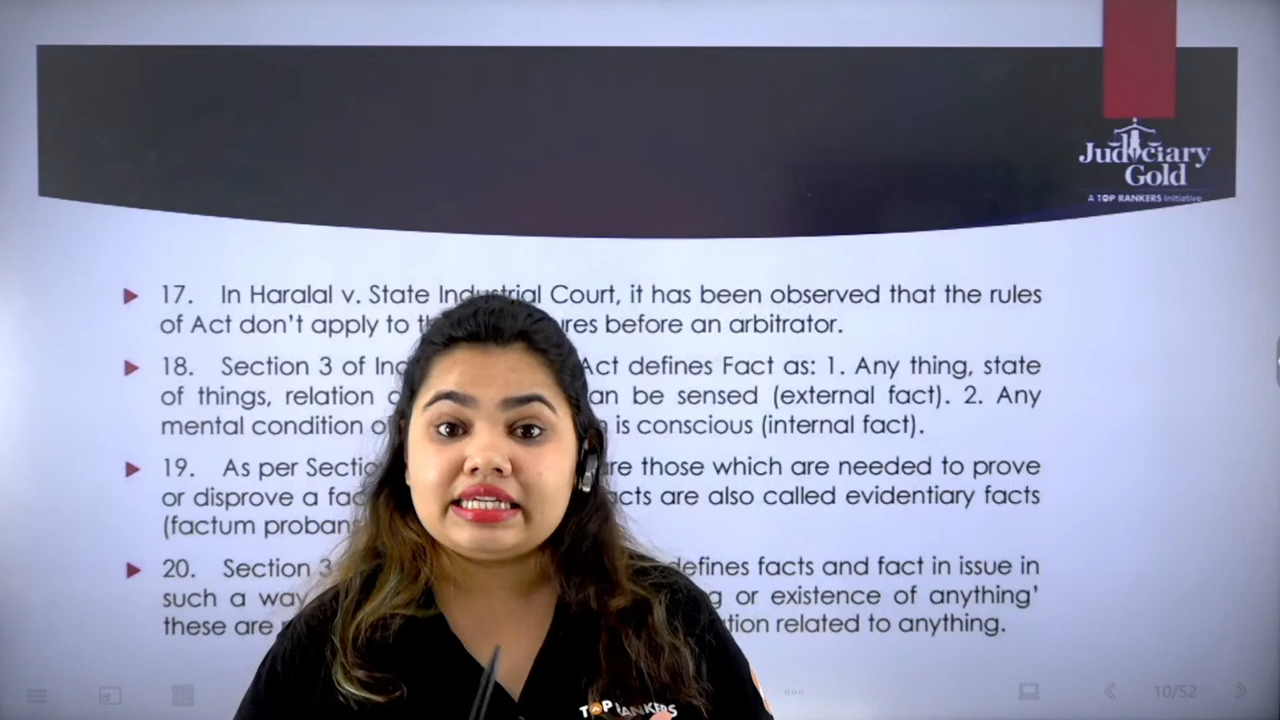 Judiciary
Gold
A TOP RANKERS Initiative
17. In Haralal v. State Industrial Court, it has been observed that the rules
of Act don't apply to ures before an arbitrator.
18. Section 3 of Act defines Fact as: 1. Any thing, state
of things, relation an be sensed (external fact). 2. Any
mental condition o is conscious (internal fact).
19. As per Sectio re those which are needed to prove
or disprove a fac acts are also called evidentiary facts
(factum proban
20. Section 3 defines facts and fact in issue in
such a way g or existence of anything'
these are tion related to anything.
TOP RANKERS
10/52